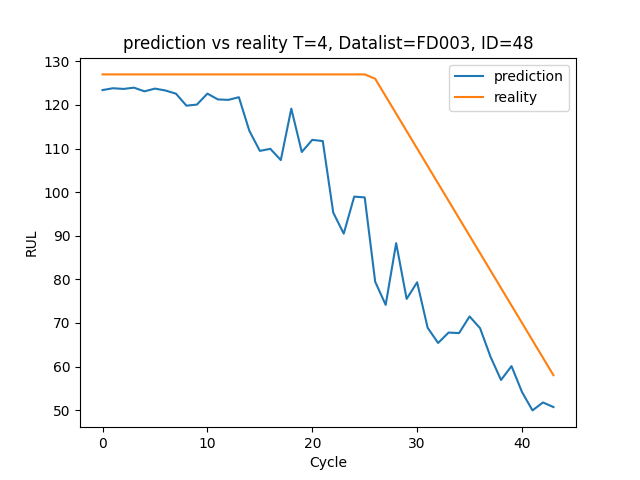 prediction vs reality T=4, Datalist=FD003, ID=48
prediction
reality
130
120
110
100
90
80
70
60
50
RUL
0 10 20 30 40
Cycle